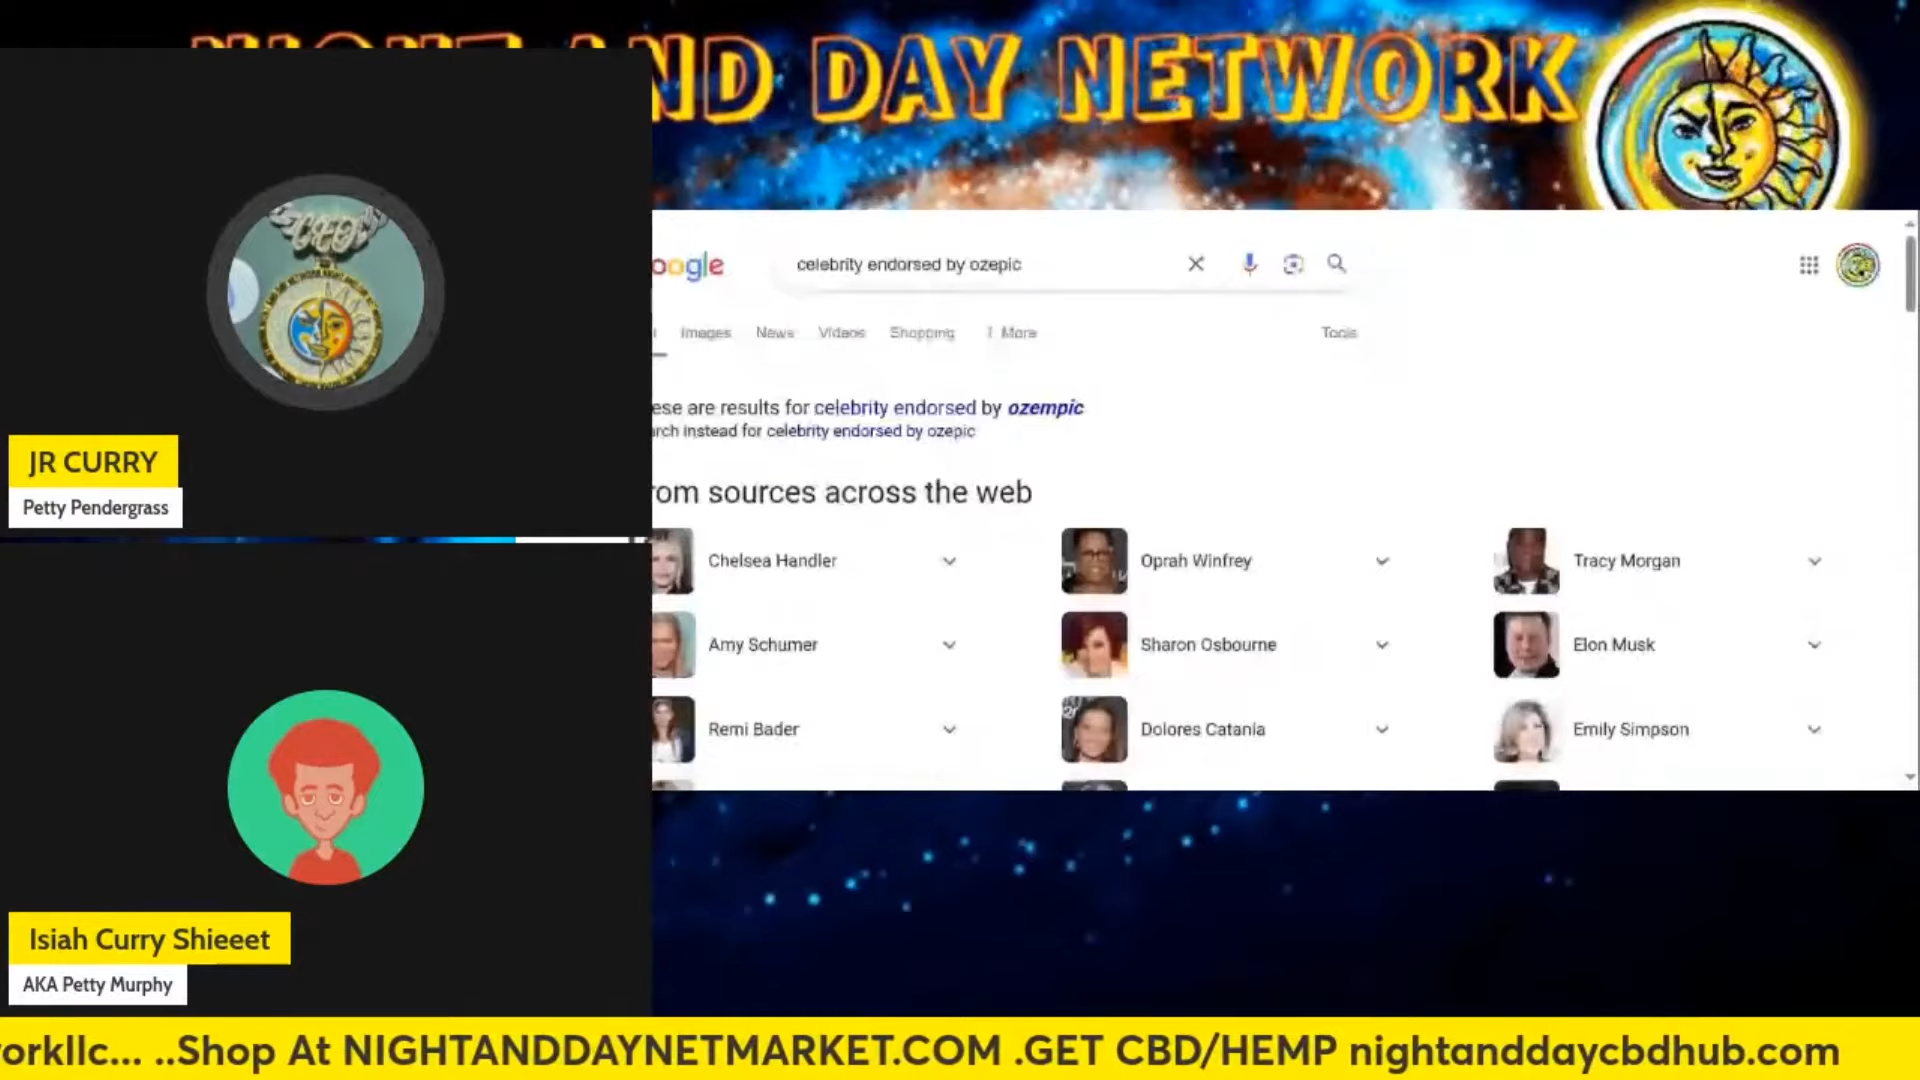 AND DAY NETWORK
CEO
JR CURRY
Petty Pendergrass
Isiah Curry Shieeet
AKA Petty Murphy
oogle
celebrity endorsed by ozepic
Images News Videos Shopping More Tools
ese are results for celebrity endorsed by ozempic
rch instead for celebrity endorsed by ozepic
rom sources across the web
Chelsea Handler Oprah Winfrey Tracy Morgan
Amy Schumer Sharon Osbourne Elon Musk
Remi Bader Dolores Catania Emily Simpson
orkllc... ..Shop At NIGHTANDDAYNETMARKET.COM .GET CBD/HEMP nightanddaycbdhub.com